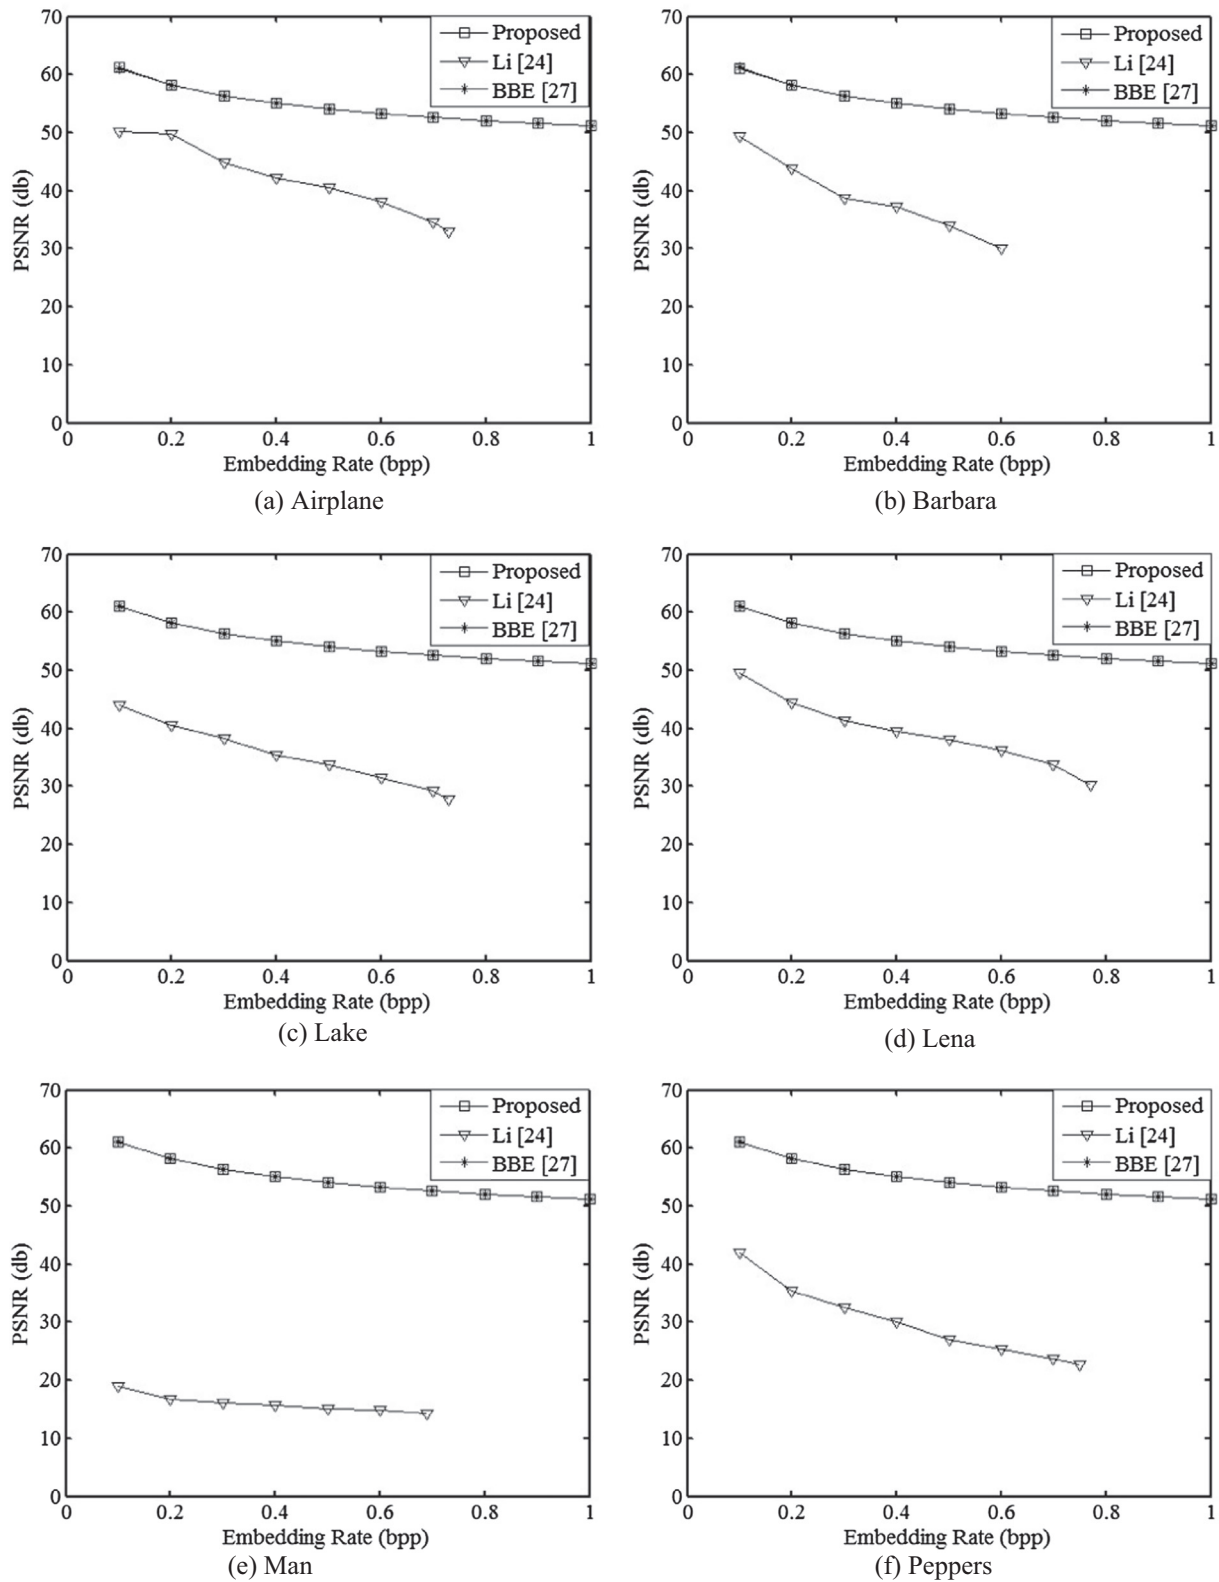 70
60
50
40
30
20
10
0
PSNR (db)
Proposed
Li [24]
BBE [27]
0 0.2 0.4 0.6 0.8 1
Embedding Rate (bpp)
(a) Airplane
70
60
50
40
30
20
10
0
PSNR (db)
Proposed
Li [24]
BBE [27]
0 0.2 0.4 0.6 0.8 1
Embedding Rate (bpp)
(b) Barbara
70
60
50
40
30
20
10
0
PSNR (db)
Proposed
Li [24]
BBE [27]
0 0.2 0.4 0.6 0.8 1
Embedding Rate (bpp)
(c) Lake
70
60
50
40
30
20
10
0
PSNR (db)
Proposed
Li [24]
BBE [27]
0 0.2 0.4 0.6 0.8 1
Embedding Rate (bpp)
(d) Lena
70
60
50
40
30
20
10
0
PSNR (db)
Proposed
Li [24]
BBE [27]
0 0.2 0.4 0.6 0.8 1
Embedding Rate (bpp)
(e) Man
70
60
50
40
30
20
10
0
PSNR (db)
Proposed
Li [24]
BBE [27]
0 0.2 0.4 0.6 0.8 1
Embedding Rate (bpp)
(f) Peppers